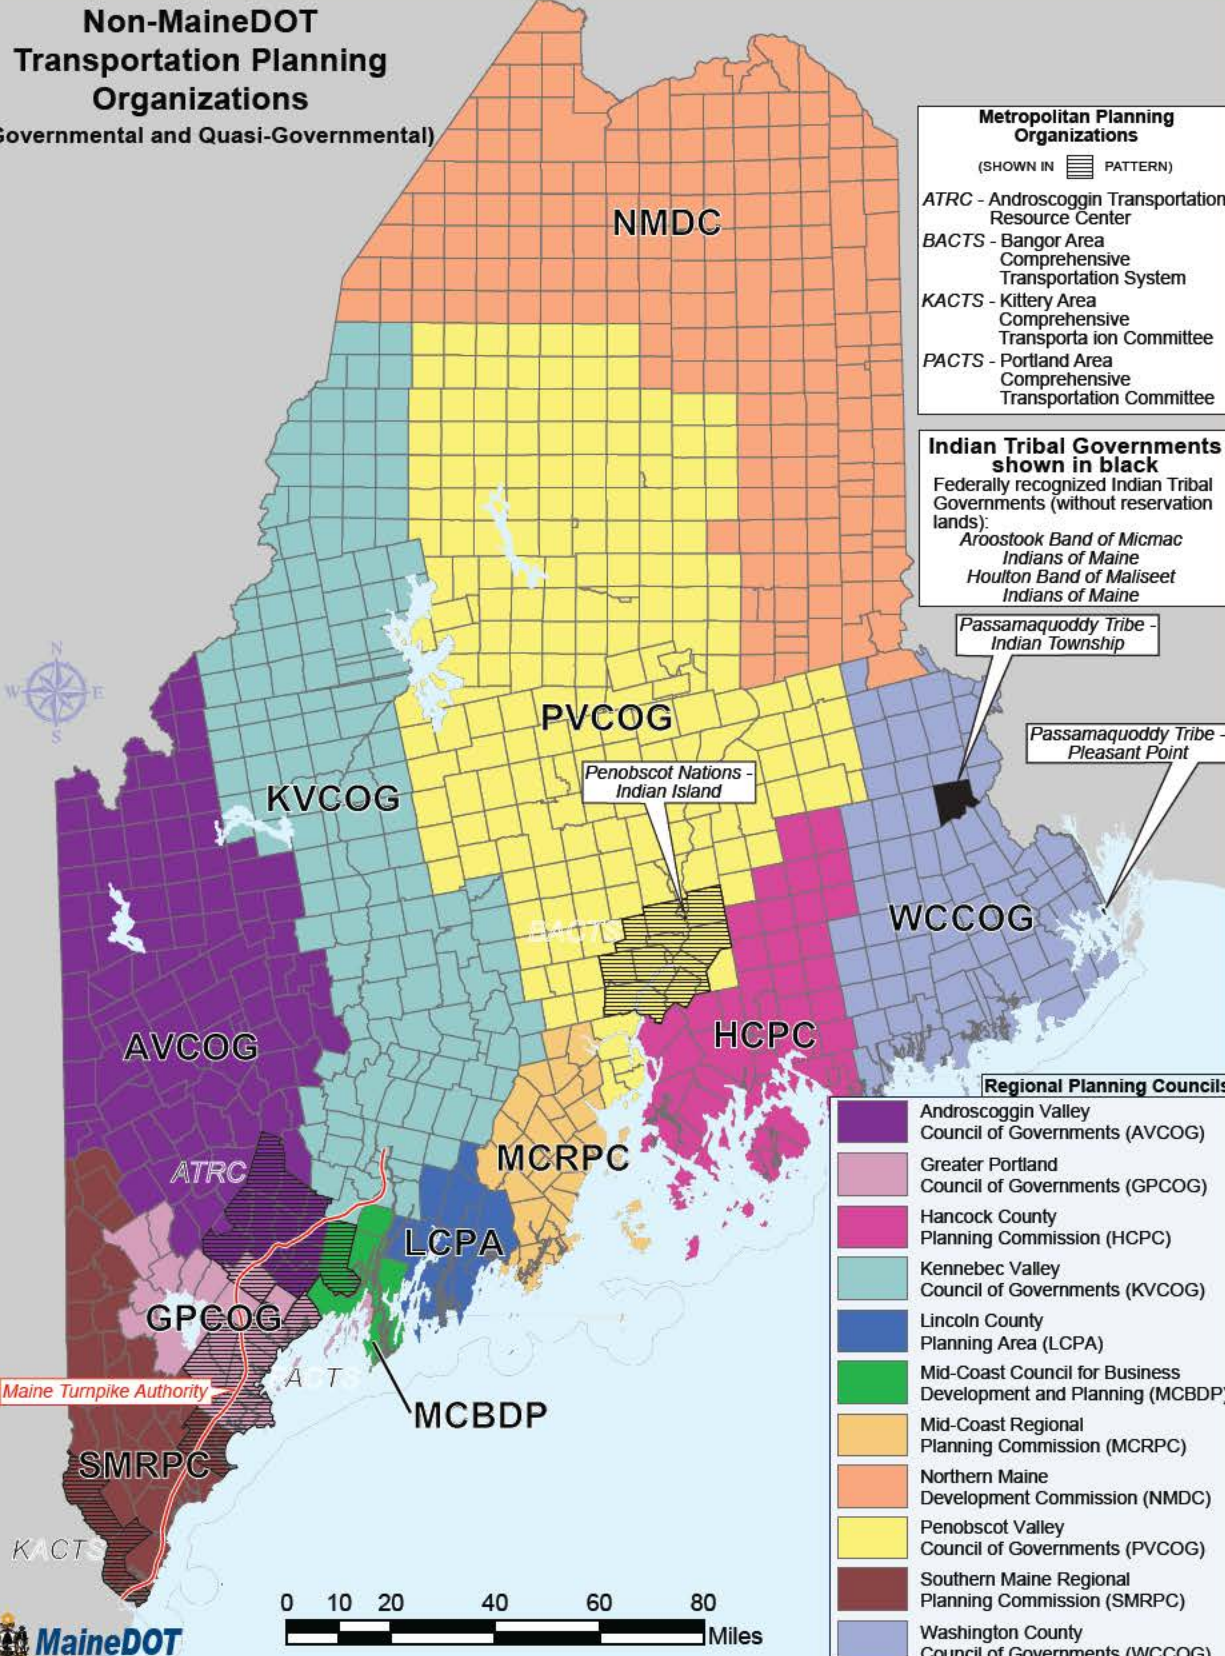 Non-MaineDOT
Transportation Planning
Organizations
Governmental and Quasi-Governmental)
Metropolitan Planning
Organizations
(SHOWN IN PATTERN)
ATRC - Androscoggin Transportation
Resource Center
BACTS - Bangor Area
Comprehensive
Transportation System
KACTS - Kittery Area
Comprehensive
Transporta ion Committee
PACTS - Portland Area
Comprehensive
Transportation Committee
Indian Tribal Governments
shown in black
Federally recognized Indian Tribal
Governments (without reservation
lands):
Aroostook Band of Micmac
Indians of Maine
Houlton Band of Maliseet
Indians of Maine
NMDC
Passamaquoddy Tribe -
Indian Township
Passamaquoddy Tribe -
Pleasant Point
N
W E
S
PVCOG
Penobscot Nations -
Indian Island
KVCOG
BACTS
WCCOG
AVCOG
HCPC
ATRC
MCRPC
LCPA
GPCOG
ACTS
Maine Turnpike Authority
MCBDP
SMRPC
KACTS
Regional Planning Councils
Androscoggin Valley
Council of Governments (AVCOG)
Greater Portland
Council of Governments (GPCOG)
Hancock County
Planning Commission (HCPC)
Kennebec Valley
Council of Governments (KVCOG)
Lincoln County
Planning Area (LCPA)
Mid-Coast Council for Business
Development and Planning (MCBDP)
Mid-Coast Regional
Planning Commission (MCRPC)
Northern Maine
Development Commission (NMDC)
Penobscot Valley
Council of Governments (PVCOG)
Southern Maine Regional
Planning Commission (SMRPC)
Washington County
Council of Governments (WCCOG)
0 10 20 40 60 80
Miles
MaineDOT